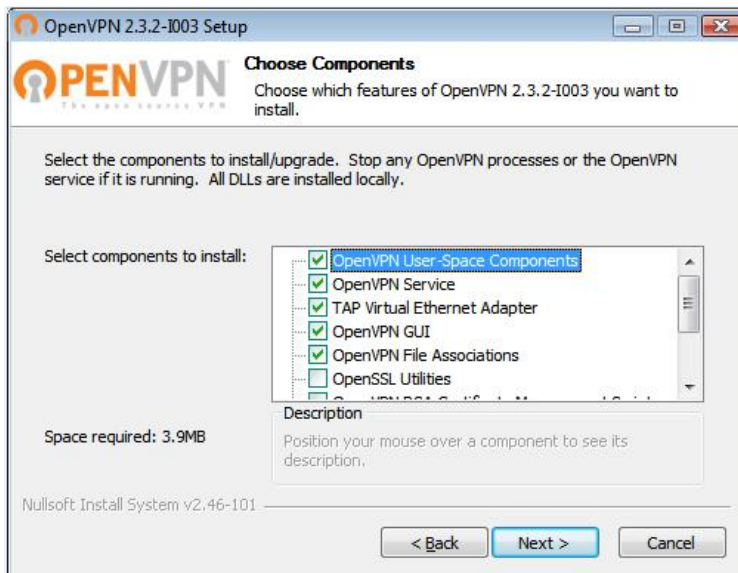 OpenVPN 2.3.2-I003 Setup
OPENVPN
The open source VPN
Choose Components
Choose which features of OpenVPN 2.3.2-I003 you want to
install.
Select the components to install/upgrade. Stop any OpenVPN processes or the OpenVPN
service if it is running. All DLLs are installed locally.
Select components to install:
OpenVPN User-Space Components
OpenVPN Service
TAP Virtual Ethernet Adapter
OpenVPN GUI
OpenVPN File Associations
OpenSSL Utilities
Space required: 3.9MB
Description
Position your mouse over a component to see its
description.
Nullsoft Install System v2.46-101
< Back
Next >
Cancel